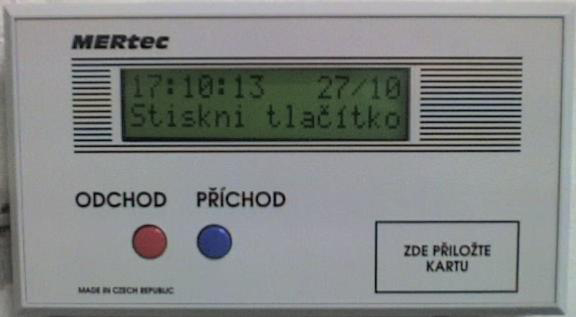 MERtec
17:10:13 27/10
Stiskni tlačítko
ODCHOD PŘÍCHOD
ZDE PŘILOŽTE
KARTU
MADE IN CZECH REPUBLIC